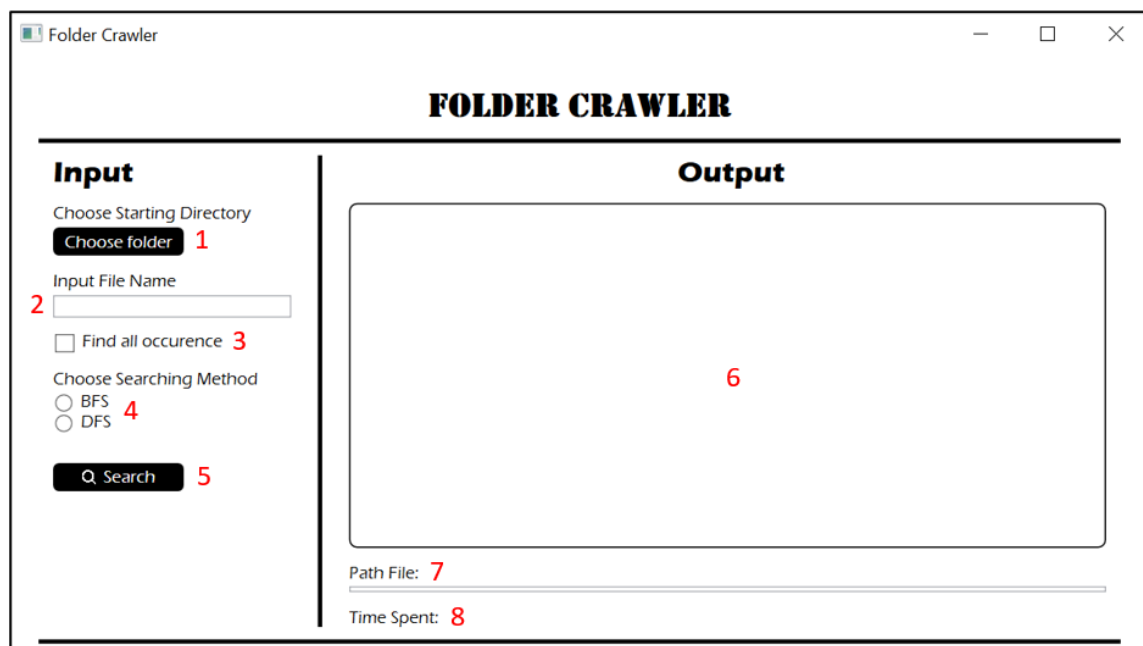 Folder Crawler
FOLDER CRAWLER
Input
Choose Starting Directory
Choose folder 1
Input File Name
2
Find all occurence 3
Choose Searching Method
BFS
4
DFS
Search 5
Output
6
Path File: 7
Time Spent: 8